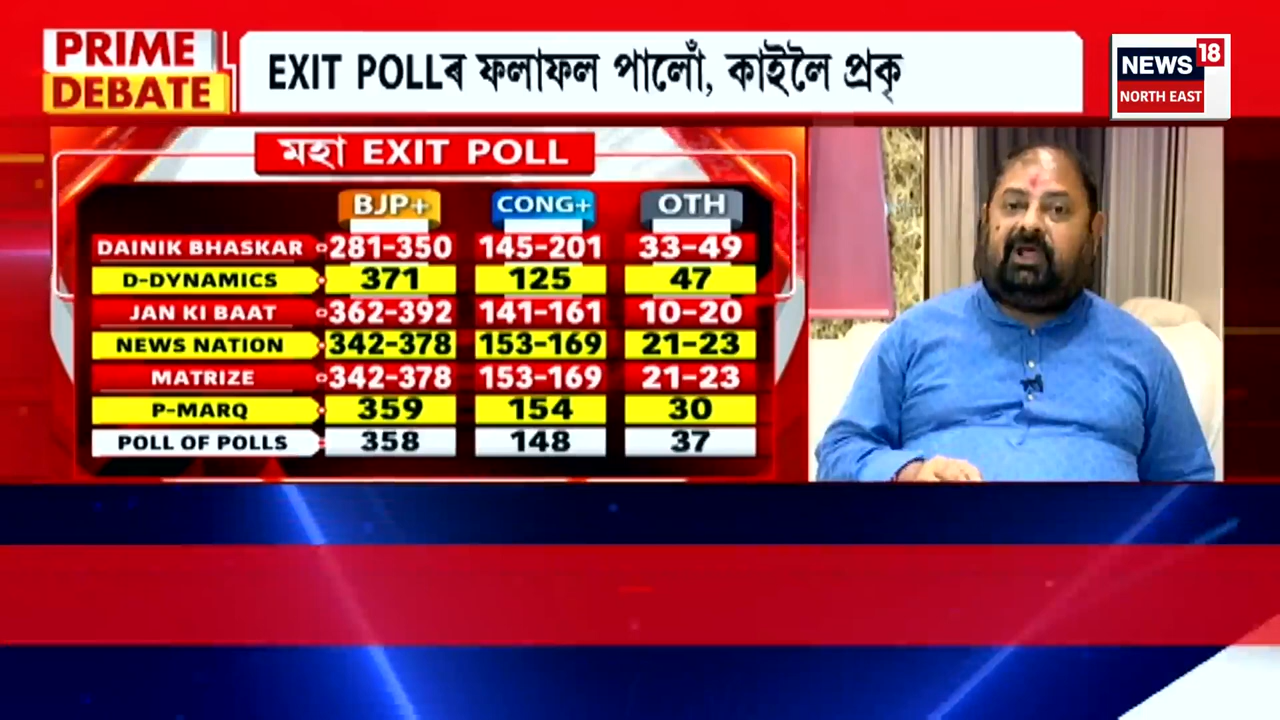 PRIME
DEBATE
EXIT POLLৰ ফলাফল পালোঁ, কাইলৈ প্ৰকৃ
NEWS 18
NORTH EAST
মহা EXIT POLL
BJP+ CONG+ OTH
DAINIK BHASKAR 281-350 145-201 33-49
D-DYNAMICS 371 125 47
JAN KI BAAT 362-392 141-161 10-20
NEWS NATION 342-378 153-169 21-23
MATRIZE 342-378 153-169 21-23
P-MARQ 359 154 30
POLL OF POLLS 358 148 37